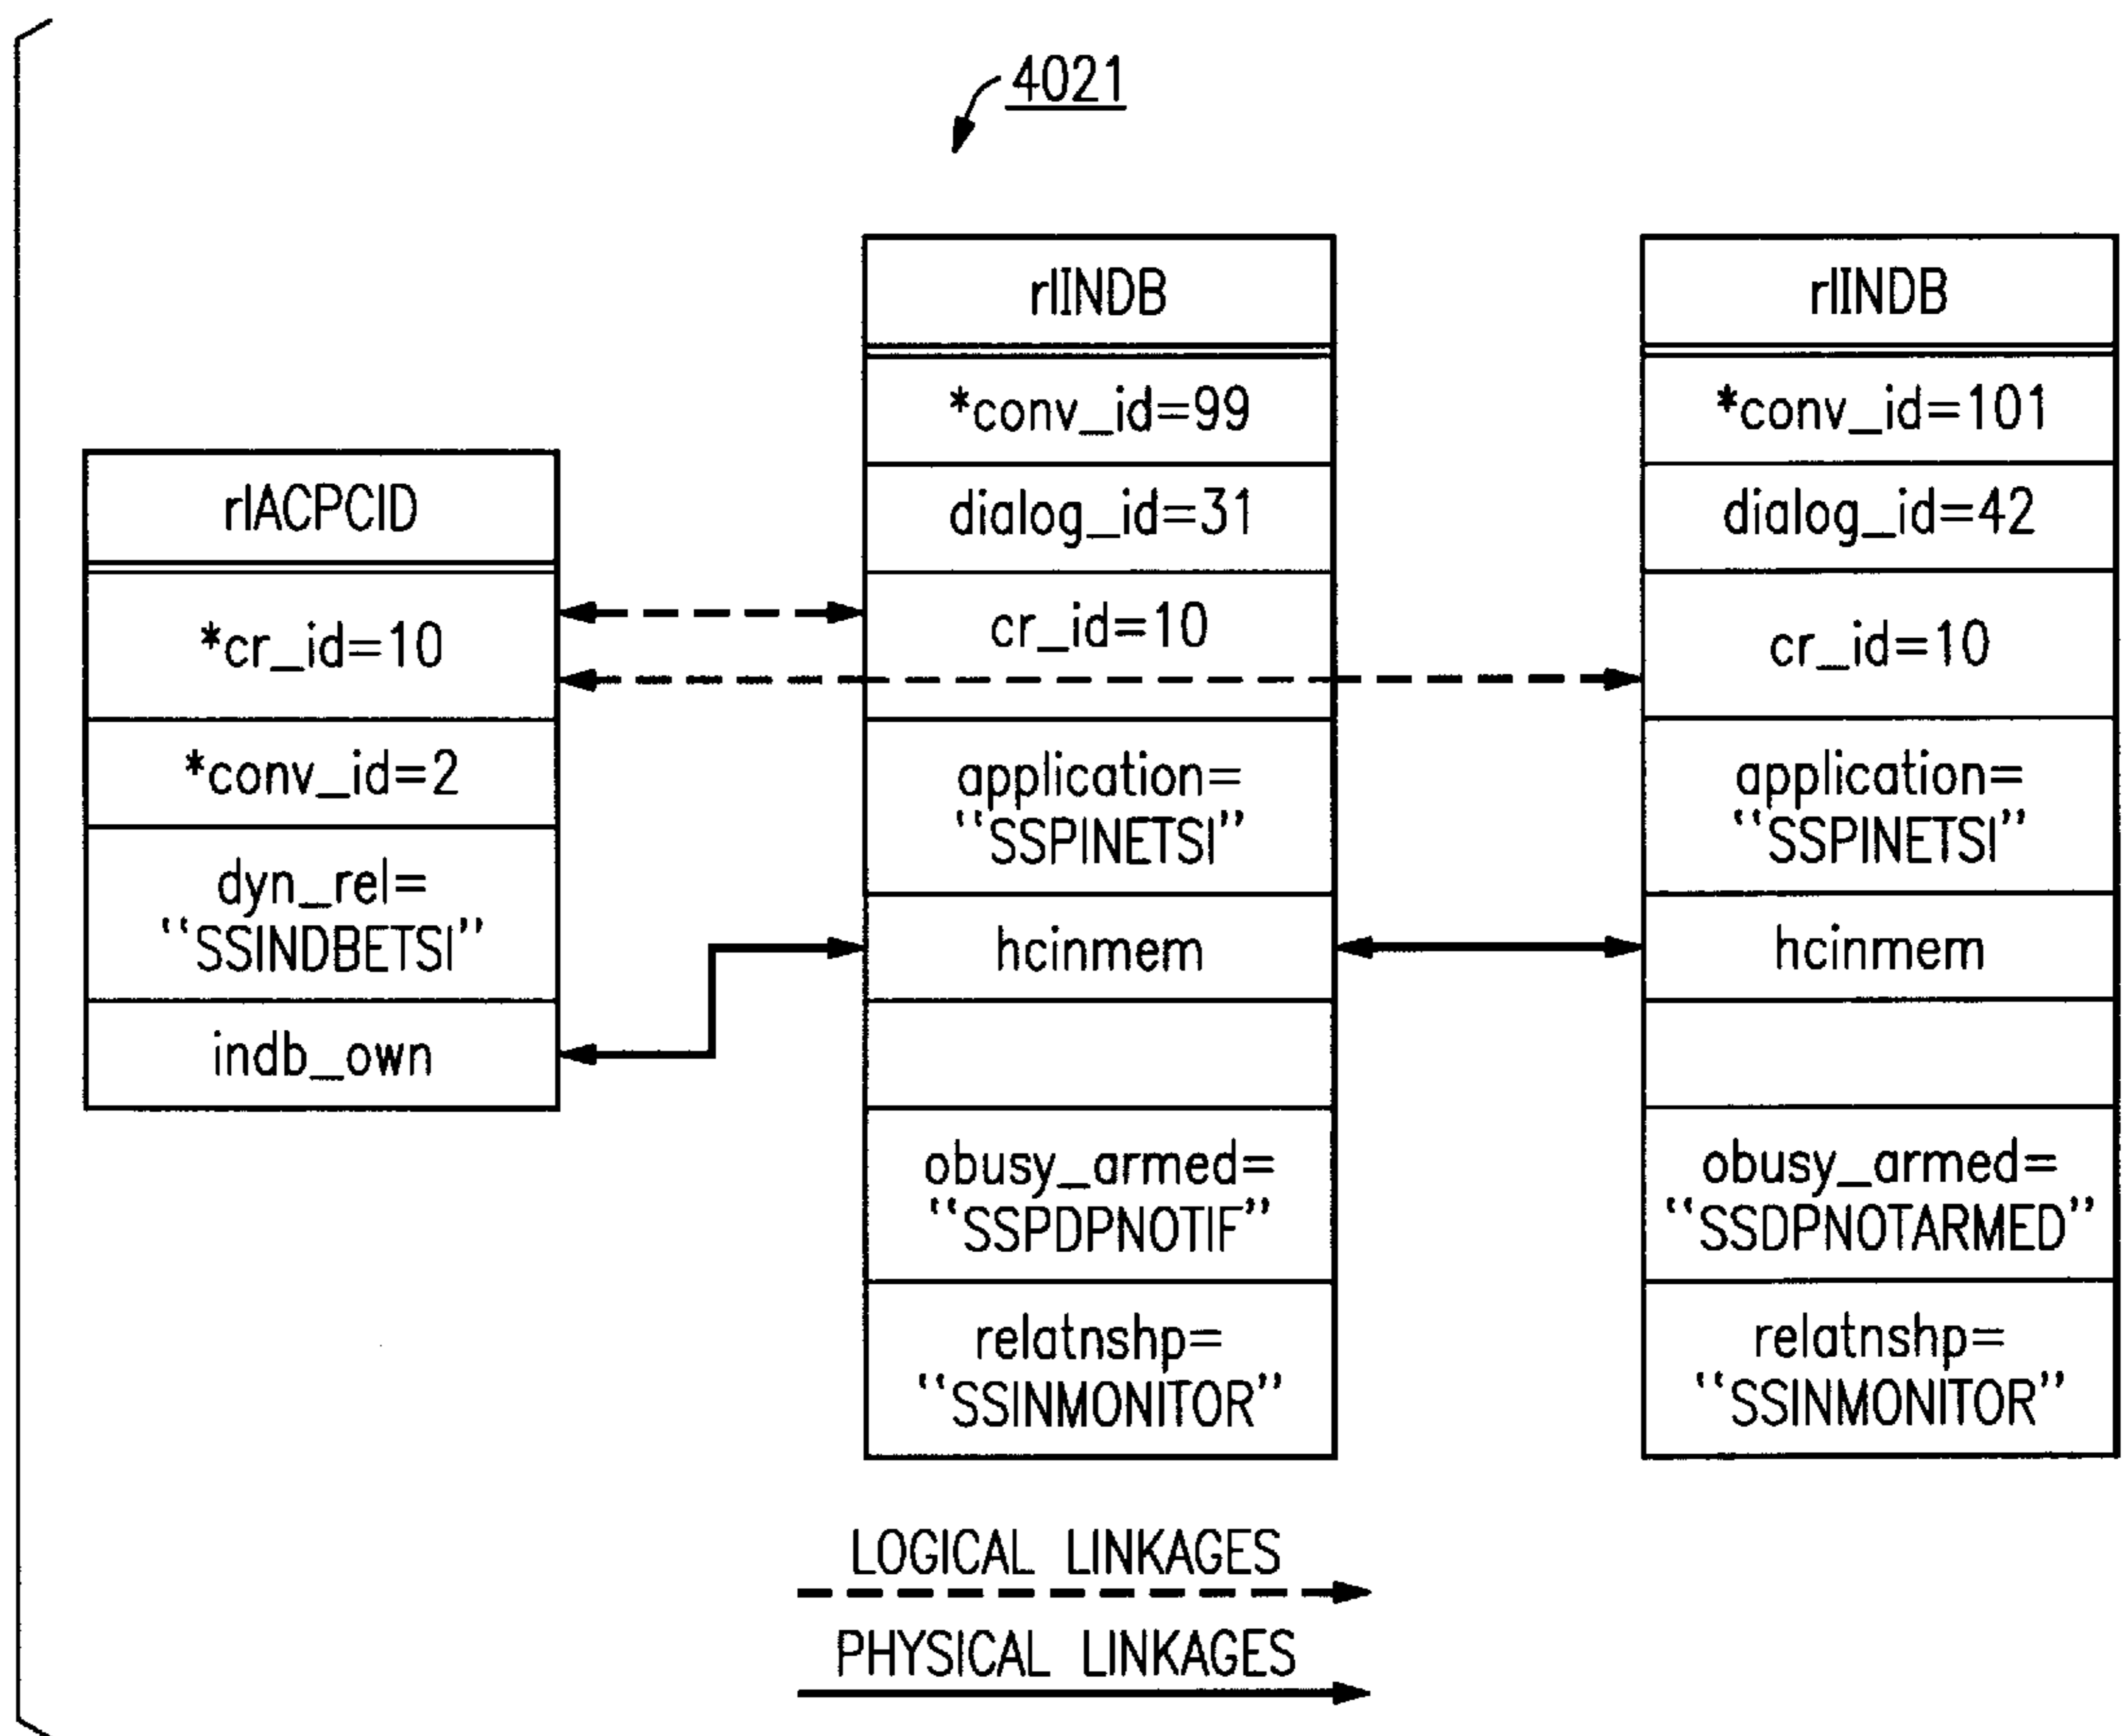 4021
rlACPCID
*cr_id=10
*conv_id=2
dyn_rel=
“SSINDBETSI”
indb_own
rlINDB
*conv_id=99
dialog_id=31
cr_id=10
application=
“SSPINETSI”
hcinmem
obusy_armed=
“SSPDPNOTIF”
relatnshp=
“SSINMONITOR”
rlINDB
*conv_id=101
dialog_id=42
cr_id=10
application=
“SSPINETSI”
hcinmem
obusy_armed=
“SSDPNOTARMED”
relatnshp=
“SSINMONITOR”
LOGICAL LINKAGES
PHYSICAL LINKAGES